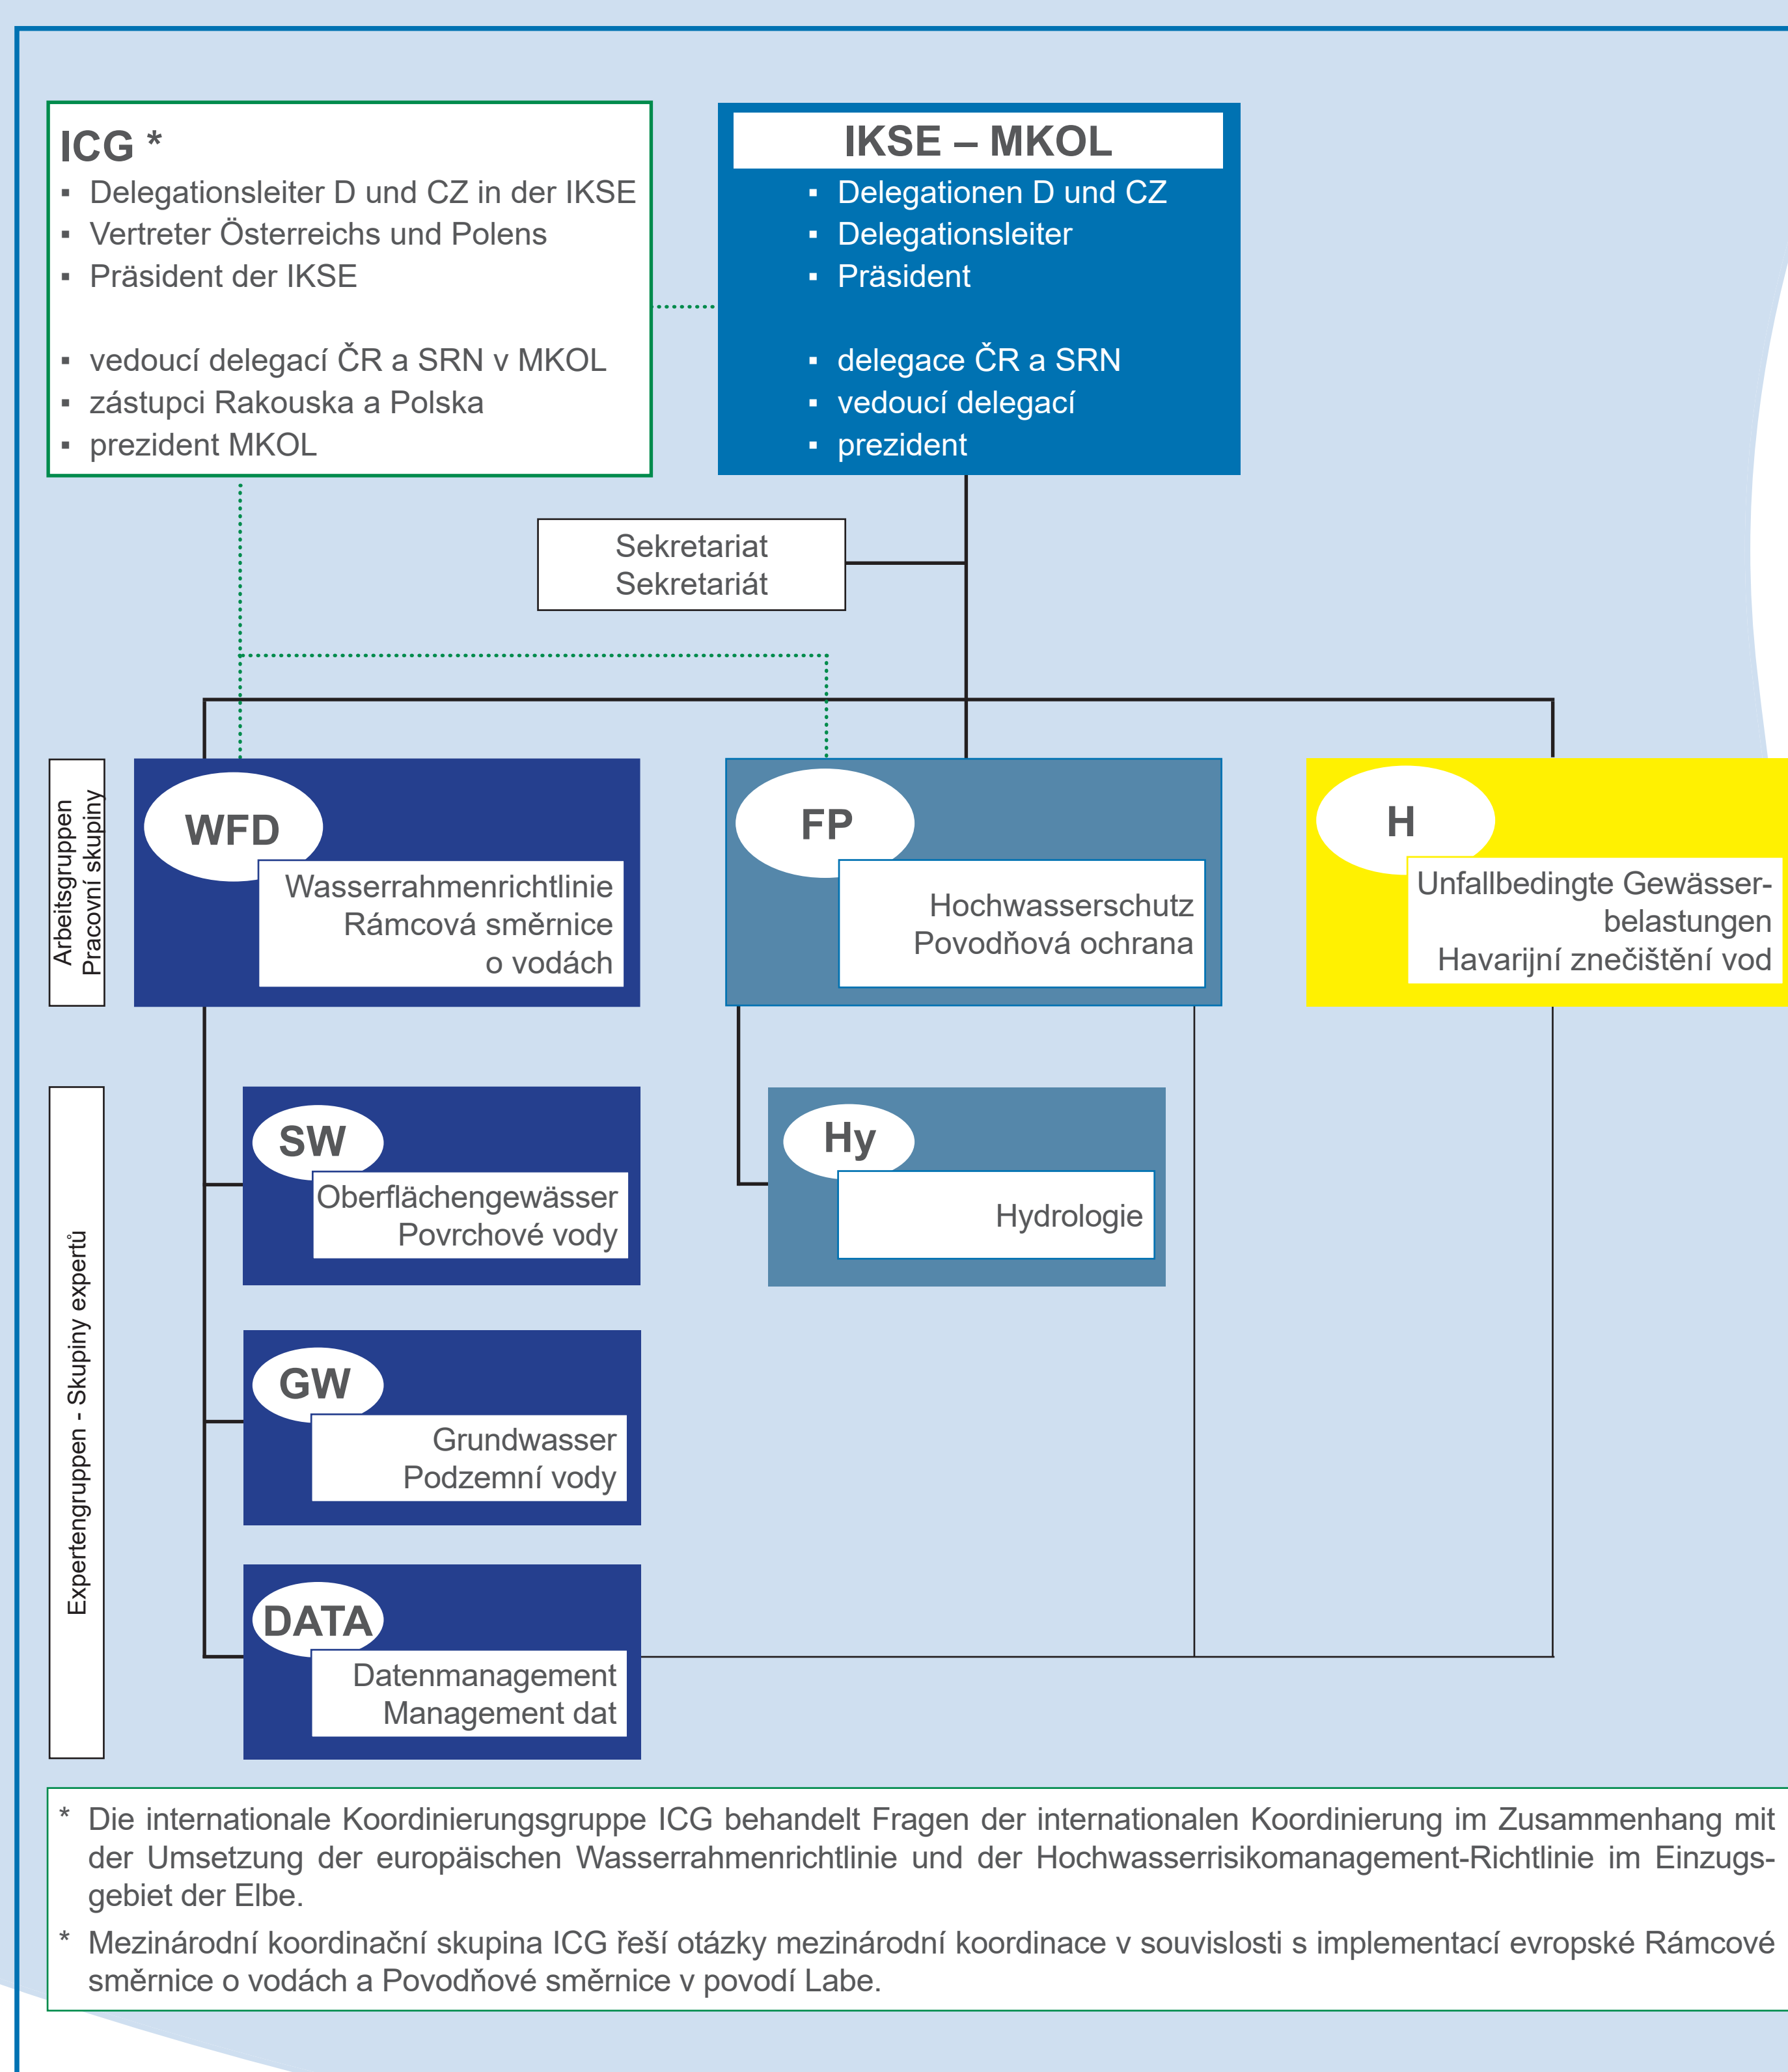 ICG *
▪ Delegationsleiter D und CZ in der IKSE
▪ Vertreter Österreichs und Polens
▪ Präsident der IKSE
▪ vedoucí delegací ČR a SRN v MKOL
▪ zástupci Rakouska a Polska
▪ prezident MKOL
IKSE – MKOL
▪ Delegationen D und CZ
▪ Delegationsleiter
▪ Präsident
▪ delegace ČR a SRN
▪ vedoucí delegací
▪ prezident
Sekretariat
Sekretariát
Arbeitsgruppen
Pracovní skupiny
WFD
Wasserrahmenrichtlinie
Rámcová směrnice
o vodách
FP
Hochwasserschutz
Povodňová ochrana
H
Unfallbedingte Gewässer-
belastungen
Havarijní znečištění vod
Expertengruppen - Skupiny expertů
SW
Oberflächengewässer
Povrchové vody
Hy
Hydrologie
GW
Grundwasser
Podzemní vody
DATA
Datenmanagement
Management dat
* Die internationale Koordinierungsgruppe ICG behandelt Fragen der internationalen Koordinierung im Zusammenhang mit
der Umsetzung der europäischen Wasserrahmenrichtlinie und der Hochwasserrisikomanagement-Richtlinie im Einzugs-
gebiet der Elbe.
* Mezinárodní koordinační skupina ICG řeší otázky mezinárodní koordinace v souvislosti s implementací evropské Rámcové
směrnice o vodách a Povodňové směrnice v povodí Labe.